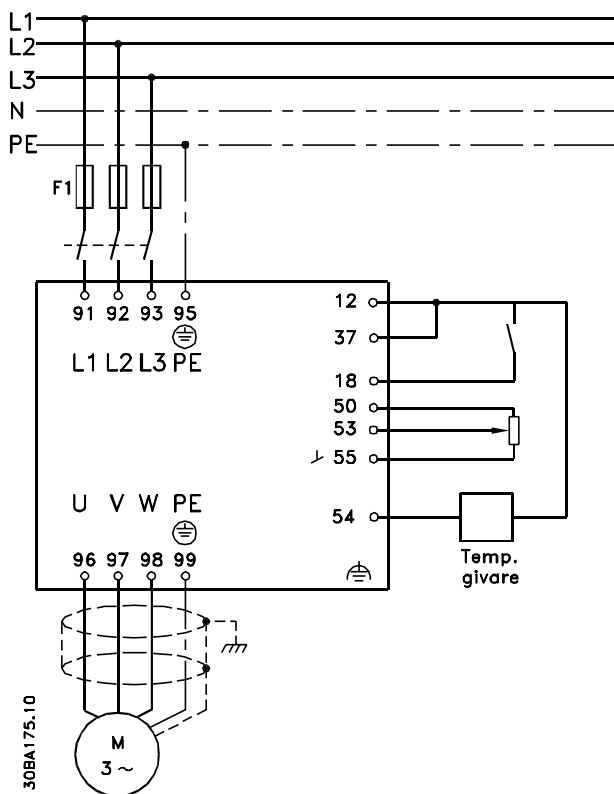 L1
L2
L3
N
PE
F1
91 92 93 95
L1 L2 L3 PE
12
37
18
50
53
55
U V W PE
54
96 97 98 99
Temp.
givare
M
3 ~
30BA175.10